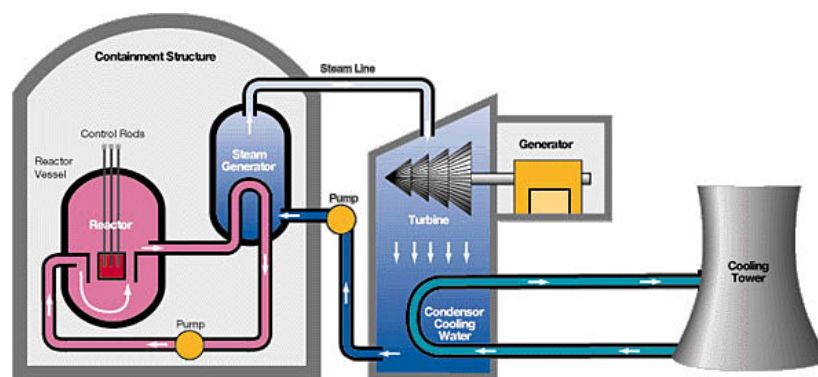 Containment Structure
Steam Line
Control Rods
Reactor
Vessel
Steam
Generator
Generator
Pump
Reactor
Turbine
Cooling
Tower
Condensor
Cooling
Water
Pump